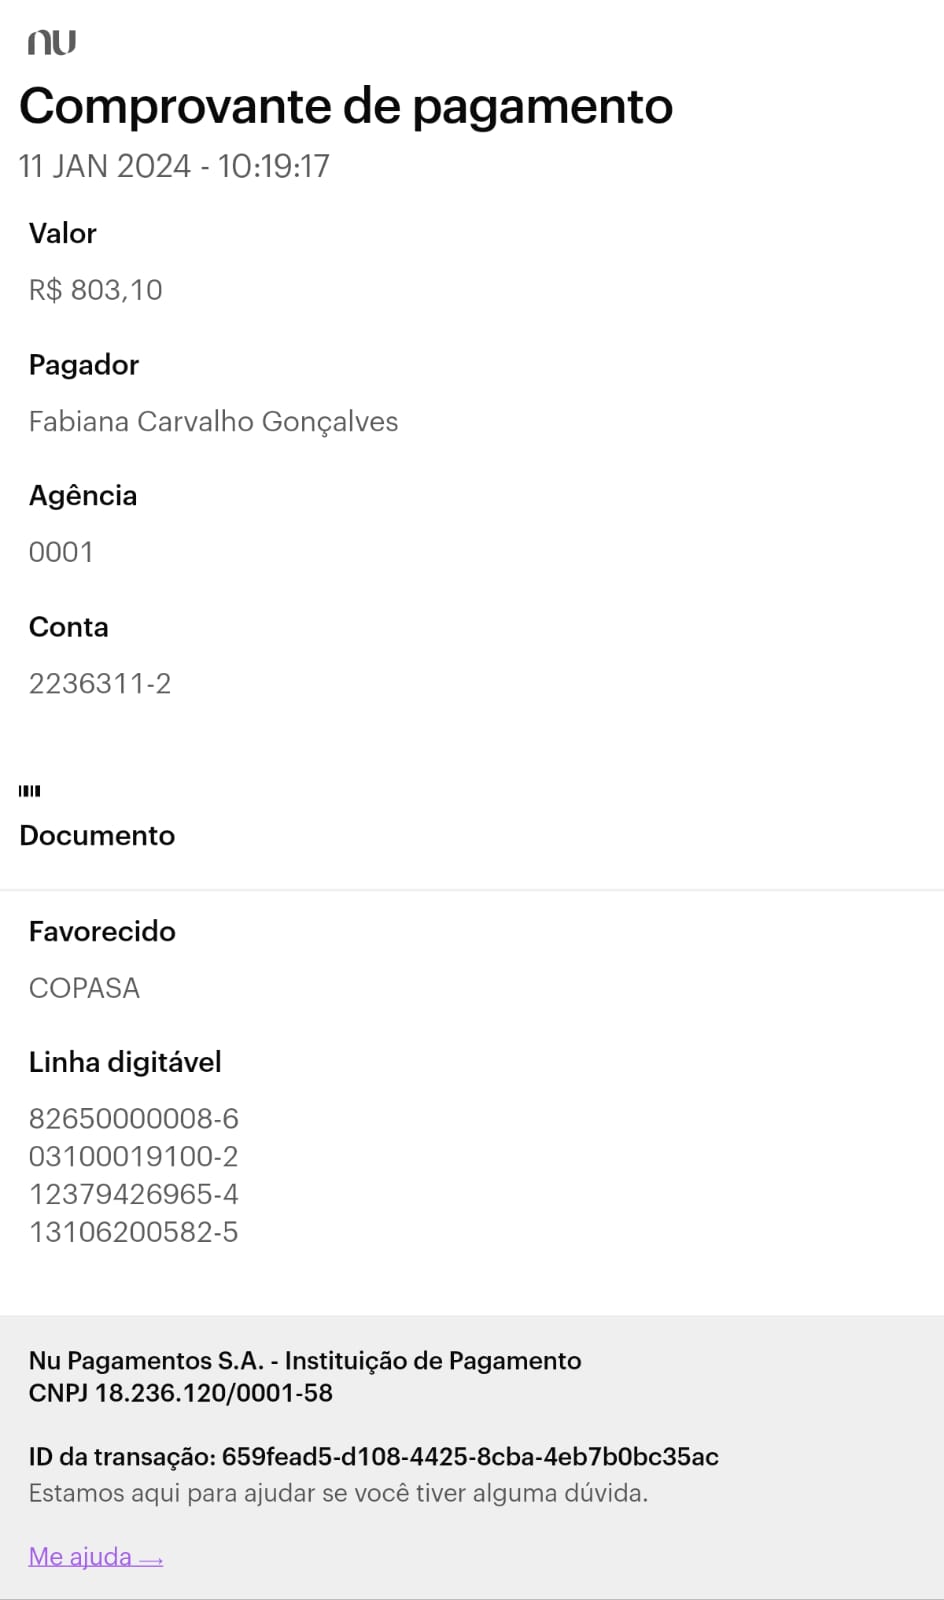 nu
Comprovante de pagamento
11 JAN 2024 - 10:19:17
Valor
R$ 803,10
Pagador
Fabiana Carvalho Gonçalves
Agência
0001
Conta
2236311-2
Documento
Favorecido
COPASA
Linha digitável
82650000008-6
03100019100-2
12379426965-4
13106200582-5
Nu Pagamentos S.A. - Instituição de Pagamento
CNPJ 18.236.120/0001-58
ID da transação: 659fead5-d108-4425-8cba-4eb7b0bc35ac
Estamos aqui para ajudar se você tiver alguma dúvida.
Me ajuda →